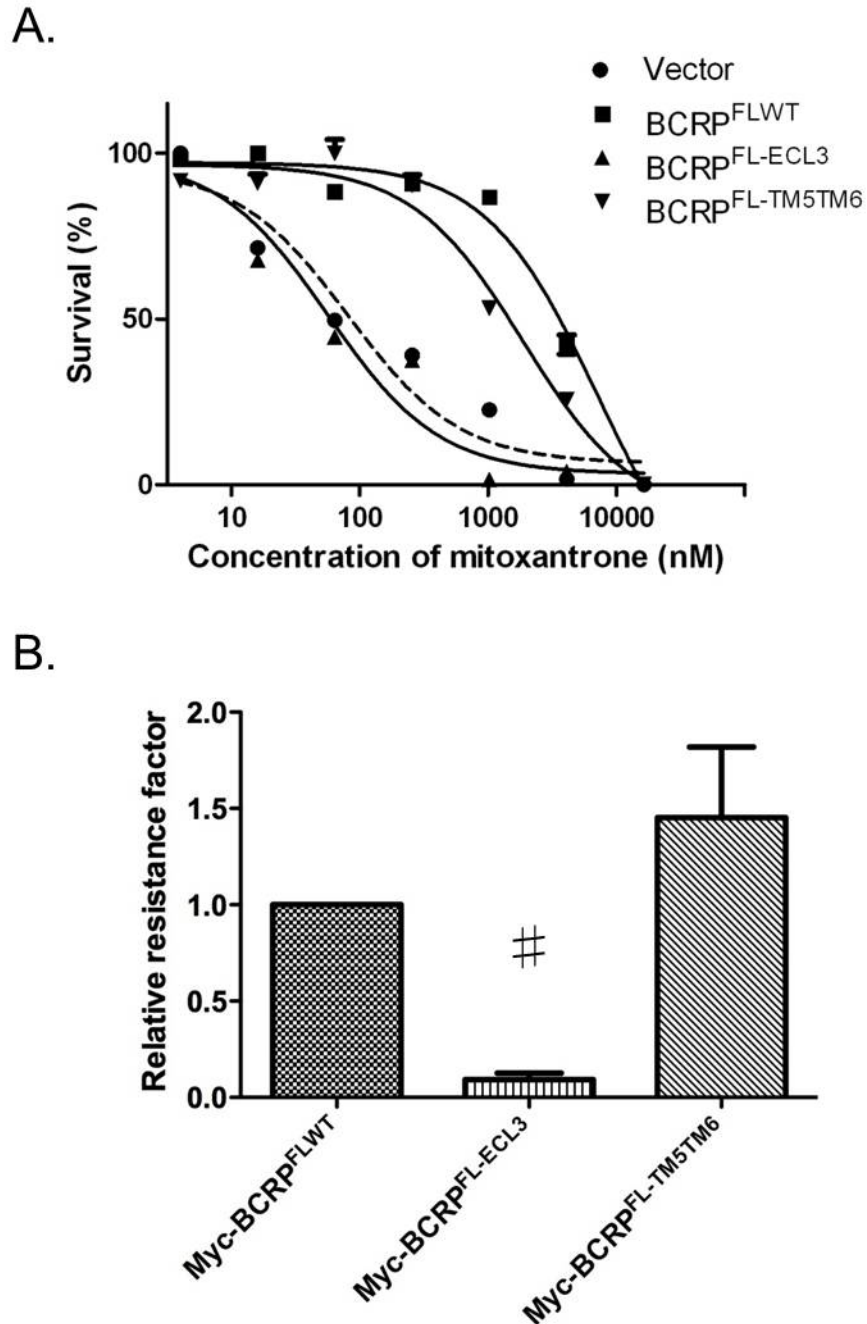 A.
Vector
BCRP^FLWT
BCRP^FL-ECL3
BCRP^FL-TM5TM6
100
50
0
Survival (%)
10 100 1000 10000
Concentration of mitoxantrone (nM)
B.
2.0
1.5
1.0
0.5
0.0
Relative resistance factor
#
Myc-BCRP^FLWT
Myc-BCRP^FL-ECL3
Myc-BCRP^FL-TM5TM6